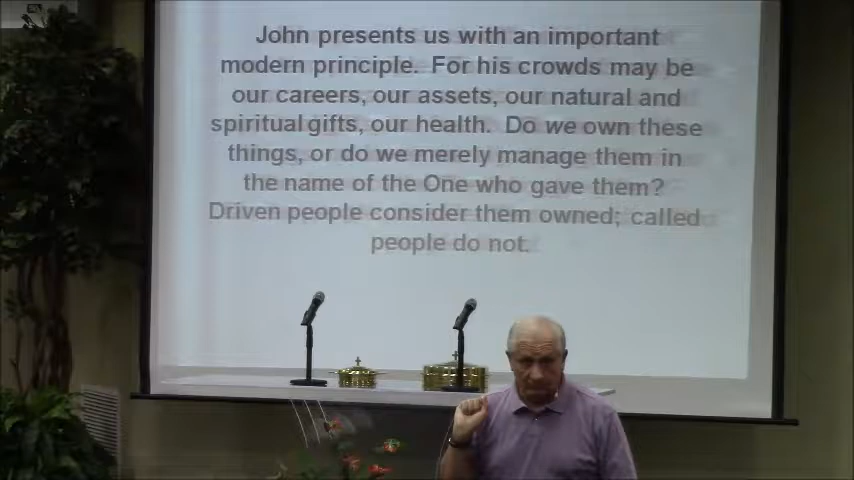 John presents us with an important
modern principle. For his crowds may be
our careers, our assets, our natural and
spiritual gifts, our health. Do we own these
things, or do we merely manage them in
the name of the One who gave them?
Driven people consider them owned; called
people do not.